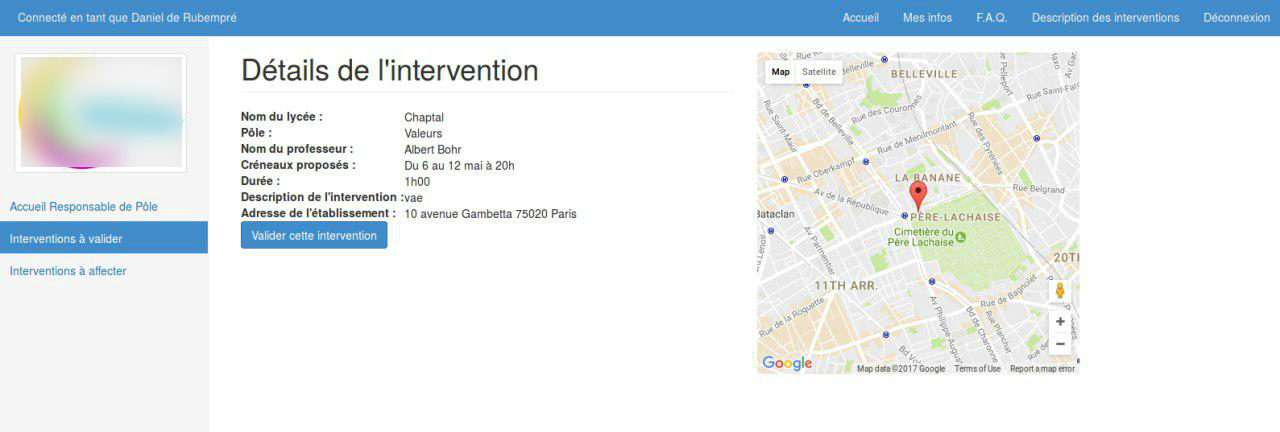 Connecté en tant que Daniel de Rubempré
Accueil Mes infos F.A.Q. Description des interventions Déconnexion
Accueil Responsable de Pôle
Interventions à valider
Interventions à affecter
Détails de l'intervention
Nom du lycée : Chaptal
Pôle : Valeurs
Nom du professeur : Albert Bohr
Créneaux proposés : Du 6 au 12 mai à 20h
Durée : 1h00
Description de l'intervention : vae
Adresse de l'établissement : 10 avenue Gambetta 75020 Paris
Valider cette intervention
Map Satellite
Belleville
BELLEVILLE
Rue Saint-Maur
Bd de Belleville
Rue des Couronnes
Rue des Pyrénées
Rue de Ménilmontant
Rue Oberkampf
LA BANANE
Rue Belgrand
Av de la République
Bataclan
PÈRE-LACHAISE
Cimetière du
Père Lachaise
Av Parmentier
11TH ARR.
20TH
Rue de Bagnolet
Rue de la Roquette
Av Philippe-Auguste
Bd de Charonne
Rue Planchat
Google
Map data ©2017 Google Terms of Use Report a map error